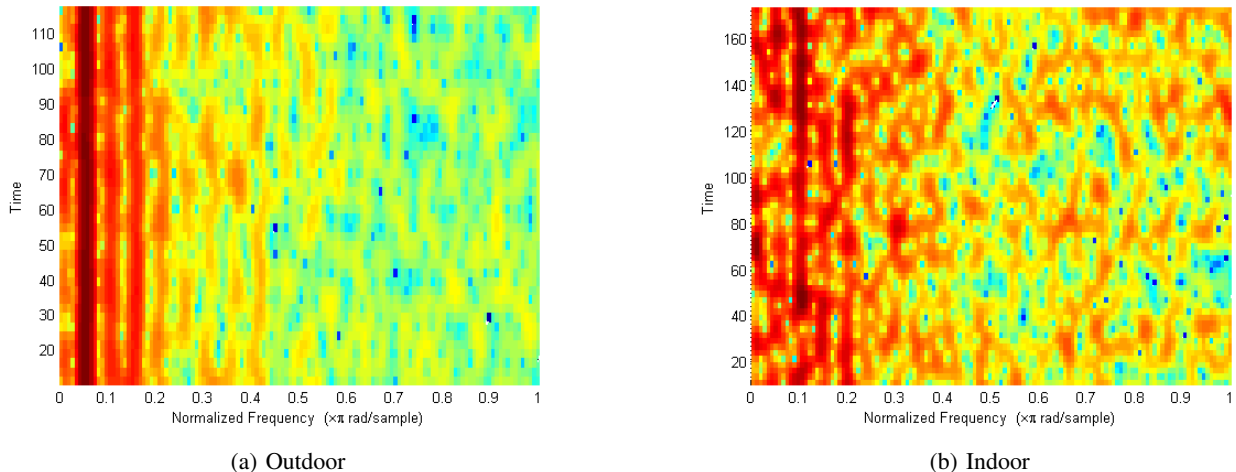 110
100
90
80
70
60
50
40
30
20
Time
0 0.1 0.2 0.3 0.4 0.5 0.6 0.7 0.8 0.9 1
Normalized Frequency (×π rad/sample)
(a) Outdoor
160
140
120
100
80
60
40
20
Time
0 0.1 0.2 0.3 0.4 0.5 0.6 0.7 0.8 0.9 1
Normalized Frequency (×π rad/sample)
(b) Indoor